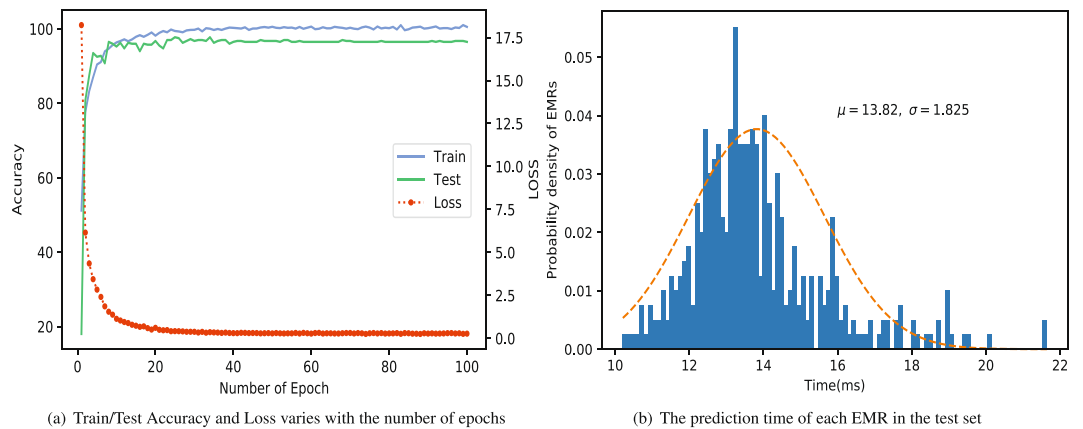 100
80
60
40
20
Accuracy
0
20
40
60
80
100
Number of Epoch
17.5
15.0
12.5
10.0
7.5
5.0
2.5
0.0
LOSS
Train
Test
Loss
(a) Train/Test Accuracy and Loss varies with the number of epochs
0.05
0.04
0.03
0.02
0.01
0.00
Probability density of EMRs
μ = 13.82, σ = 1.825
10
12
14
16
18
20
22
Time(ms)
(b) The prediction time of each EMR in the test set